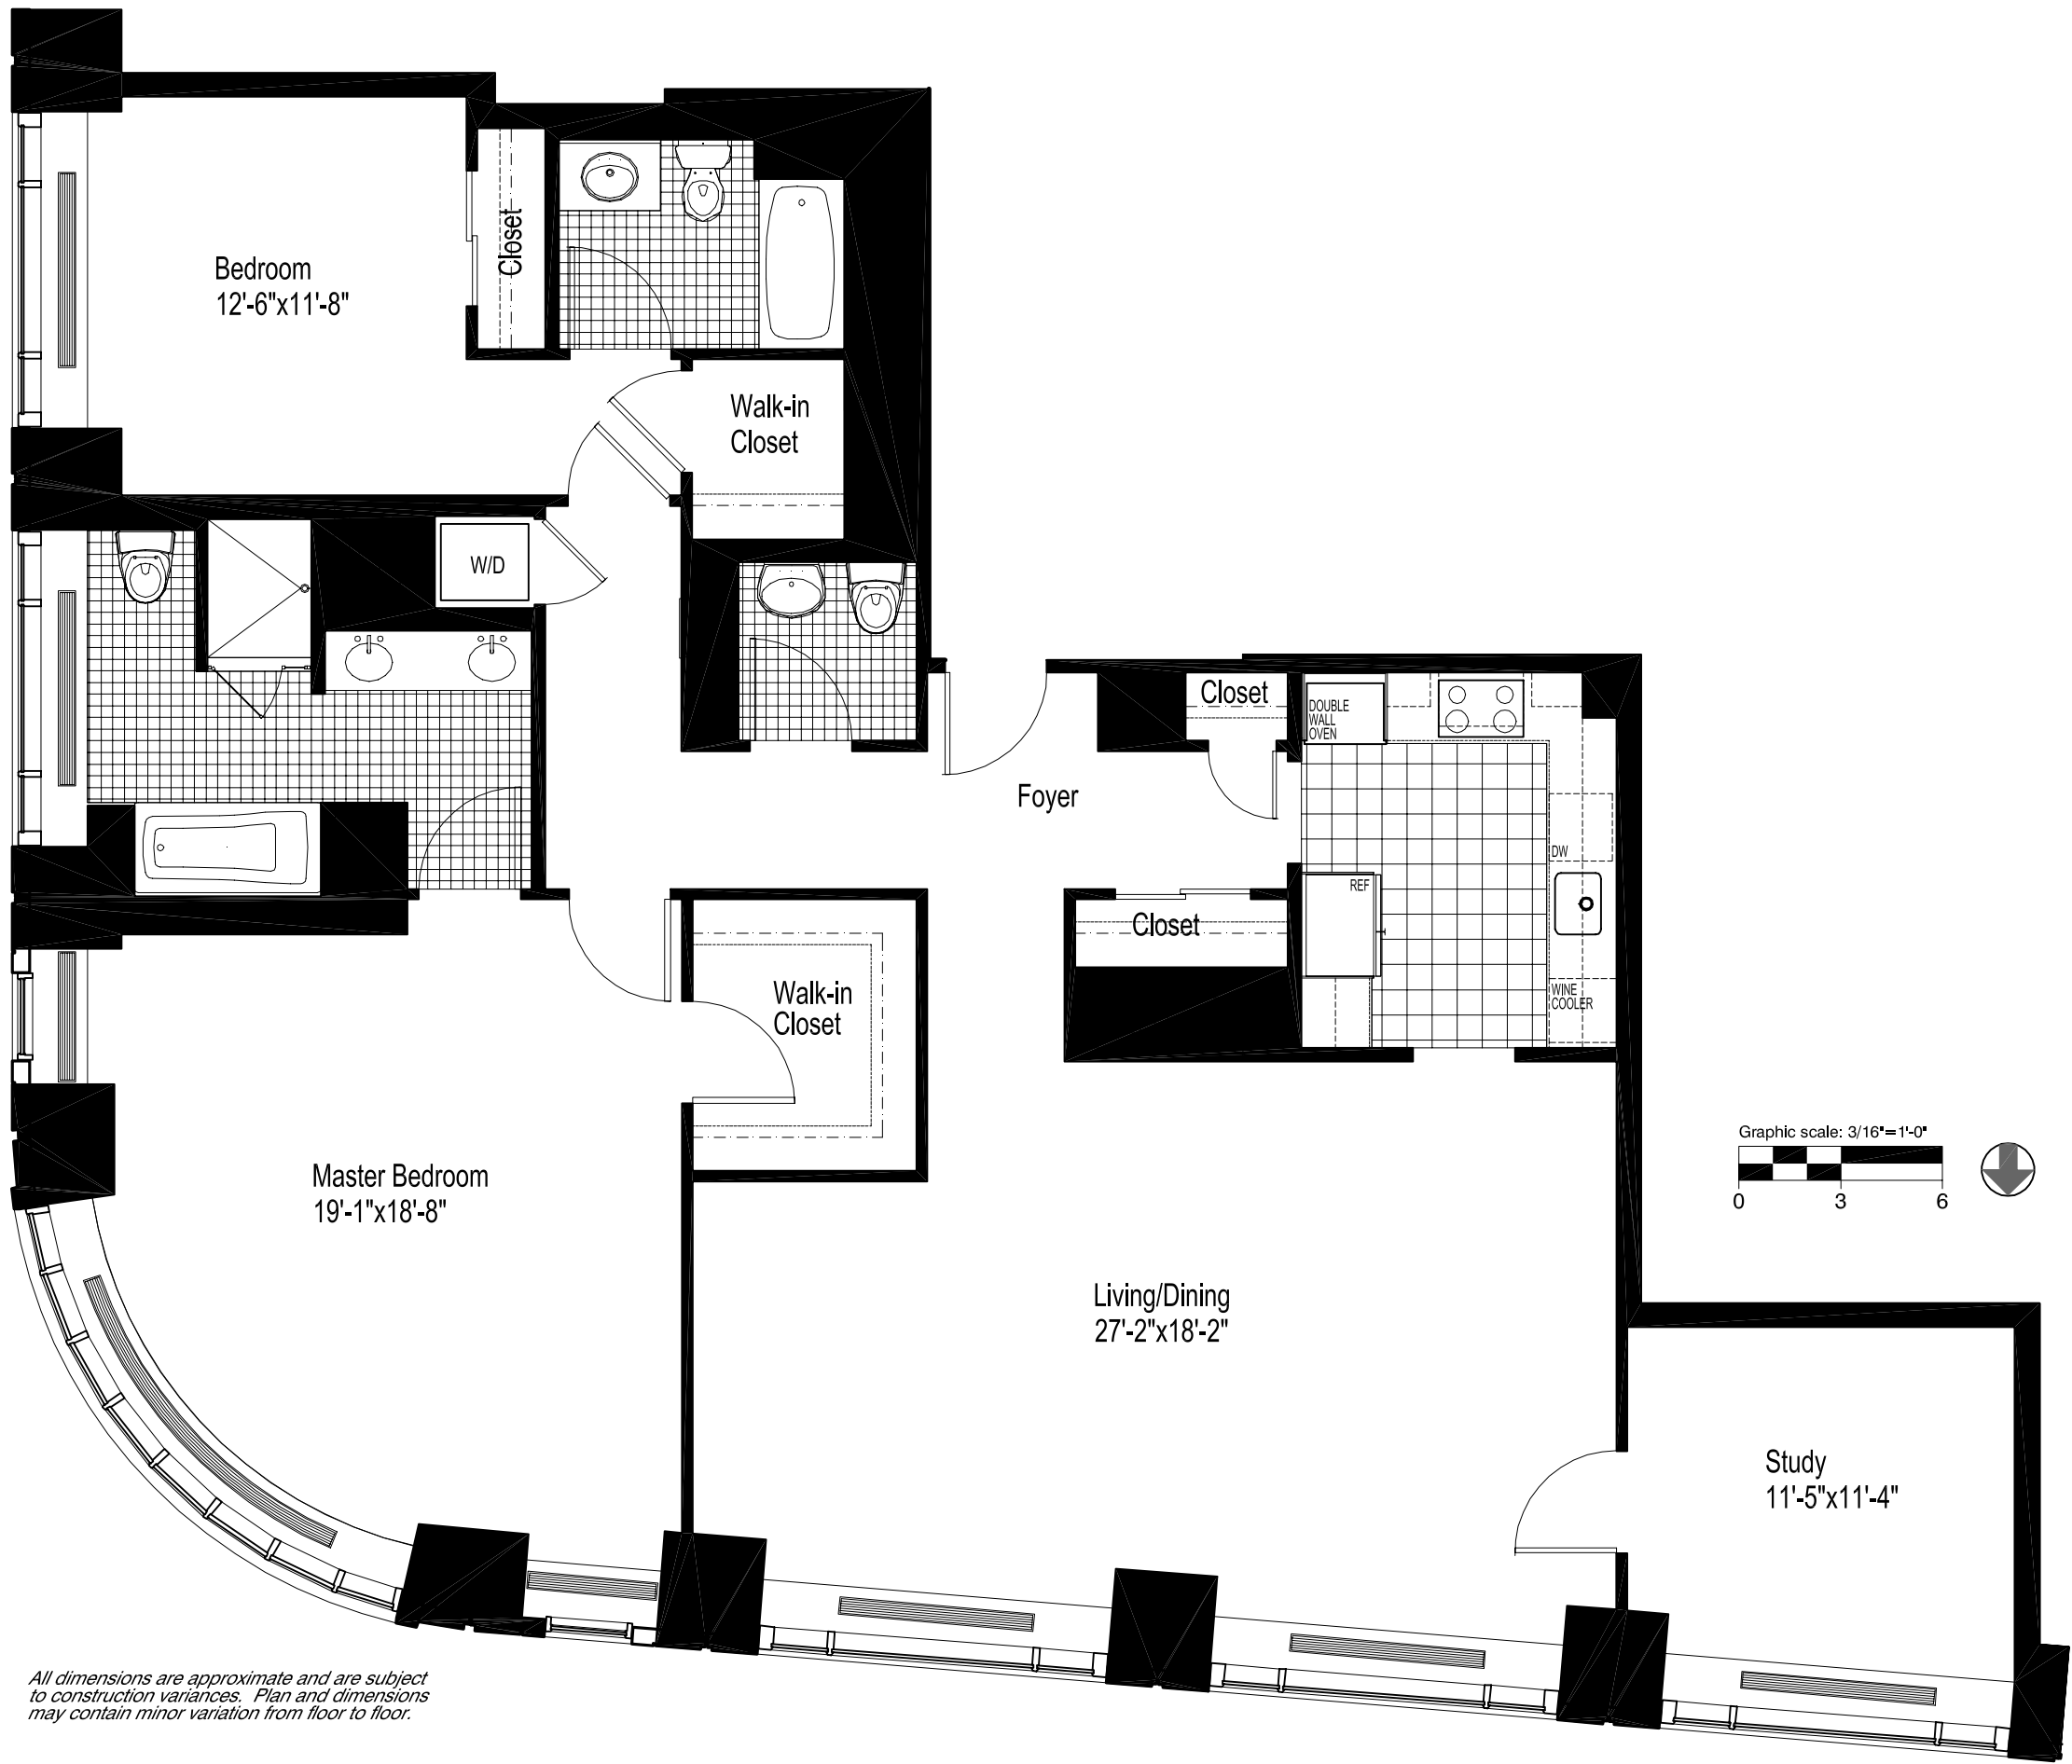 Bedroom
12'-6"x11'-8"
Closet
Walk-in
Closet
W/D
Closet
DOUBLE
WALL
OVEN
Foyer
DW
REF
Closet
WINE
COOLER
Walk-in
Closet
Graphic scale: 3/16"=1'-0"
0 3 6
Master Bedroom
19'-1"x18'-8"
Living/Dining
27'-2"x18'-2"
Study
11'-5"x11'-4"
All dimensions are approximate and are subject
to construction variances. Plan and dimensions
may contain minor variation from floor to floor.